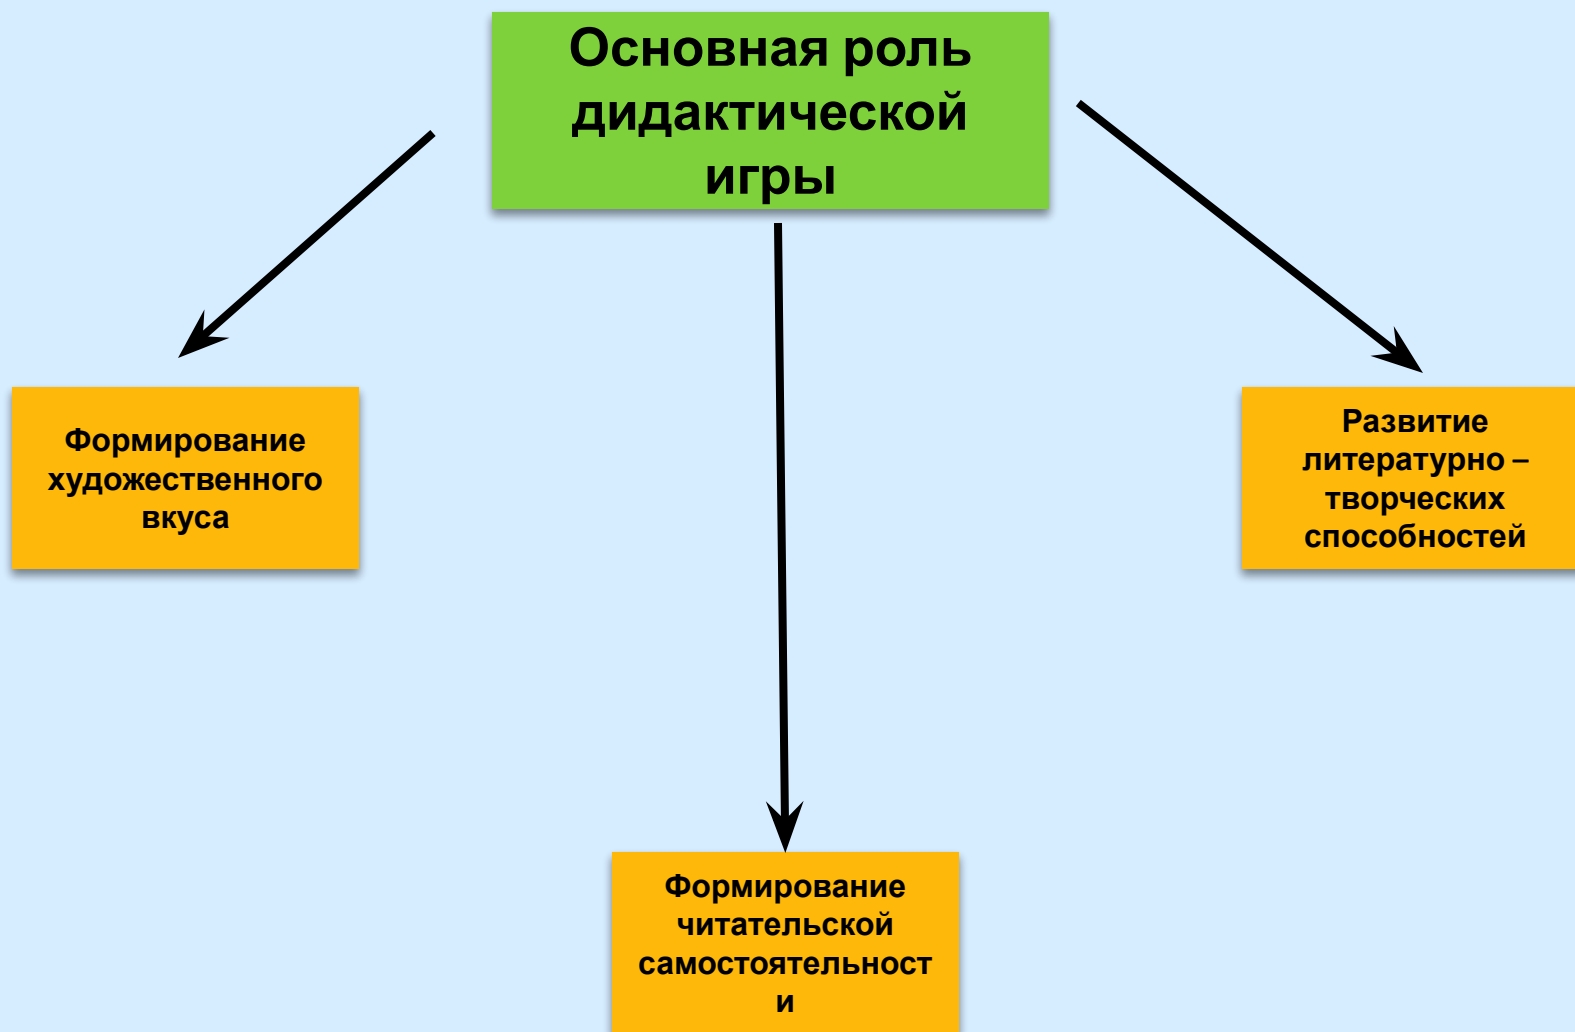 Основная роль
дидактической
игры
Формирование
художественного
вкуса
Развитие
литературно –
творческих
способностей
Формирование
читательской
самостоятельност
и